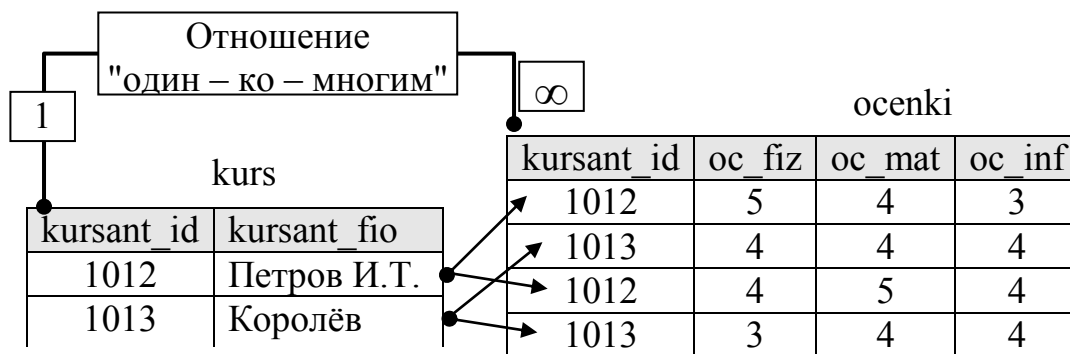 Отношение
"один – ко – многим"
1
∞
kurs
kursant_id kursant_fio
1012 Петров И.Т.
1013 Королёв
ocenki
kursant_id oc_fiz oc_mat oc_inf
1012 5 4 3
1013 4 4 4
1012 4 5 4
1013 3 4 4